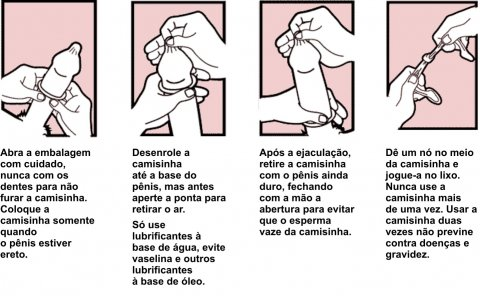 Abra a embalagem
com cuidado,
nunca com os
dentes para não
furar a camisinha.
Coloque a
camisinha somente
quando
o pênis estiver
ereto.
Desenrole a
camisinha
até a base do
pênis, mas antes
aperte a ponta para
retirar o ar.
Só use
lubrificantes à
base de água, evite
vaselina e outros
lubrificantes
à base de óleo.
Após a ejaculação,
retire a camisinha
com o pênis ainda
duro, fechando
com a mão a
abertura para evitar
que o esperma
vaze da camisinha.
Dê um nó no meio
da camisinha e
jogue-a no lixo.
Nunca use a
camisinha mais
de uma vez. Usar a
camisinha duas
vezes não previne
contra doenças e
gravidez.